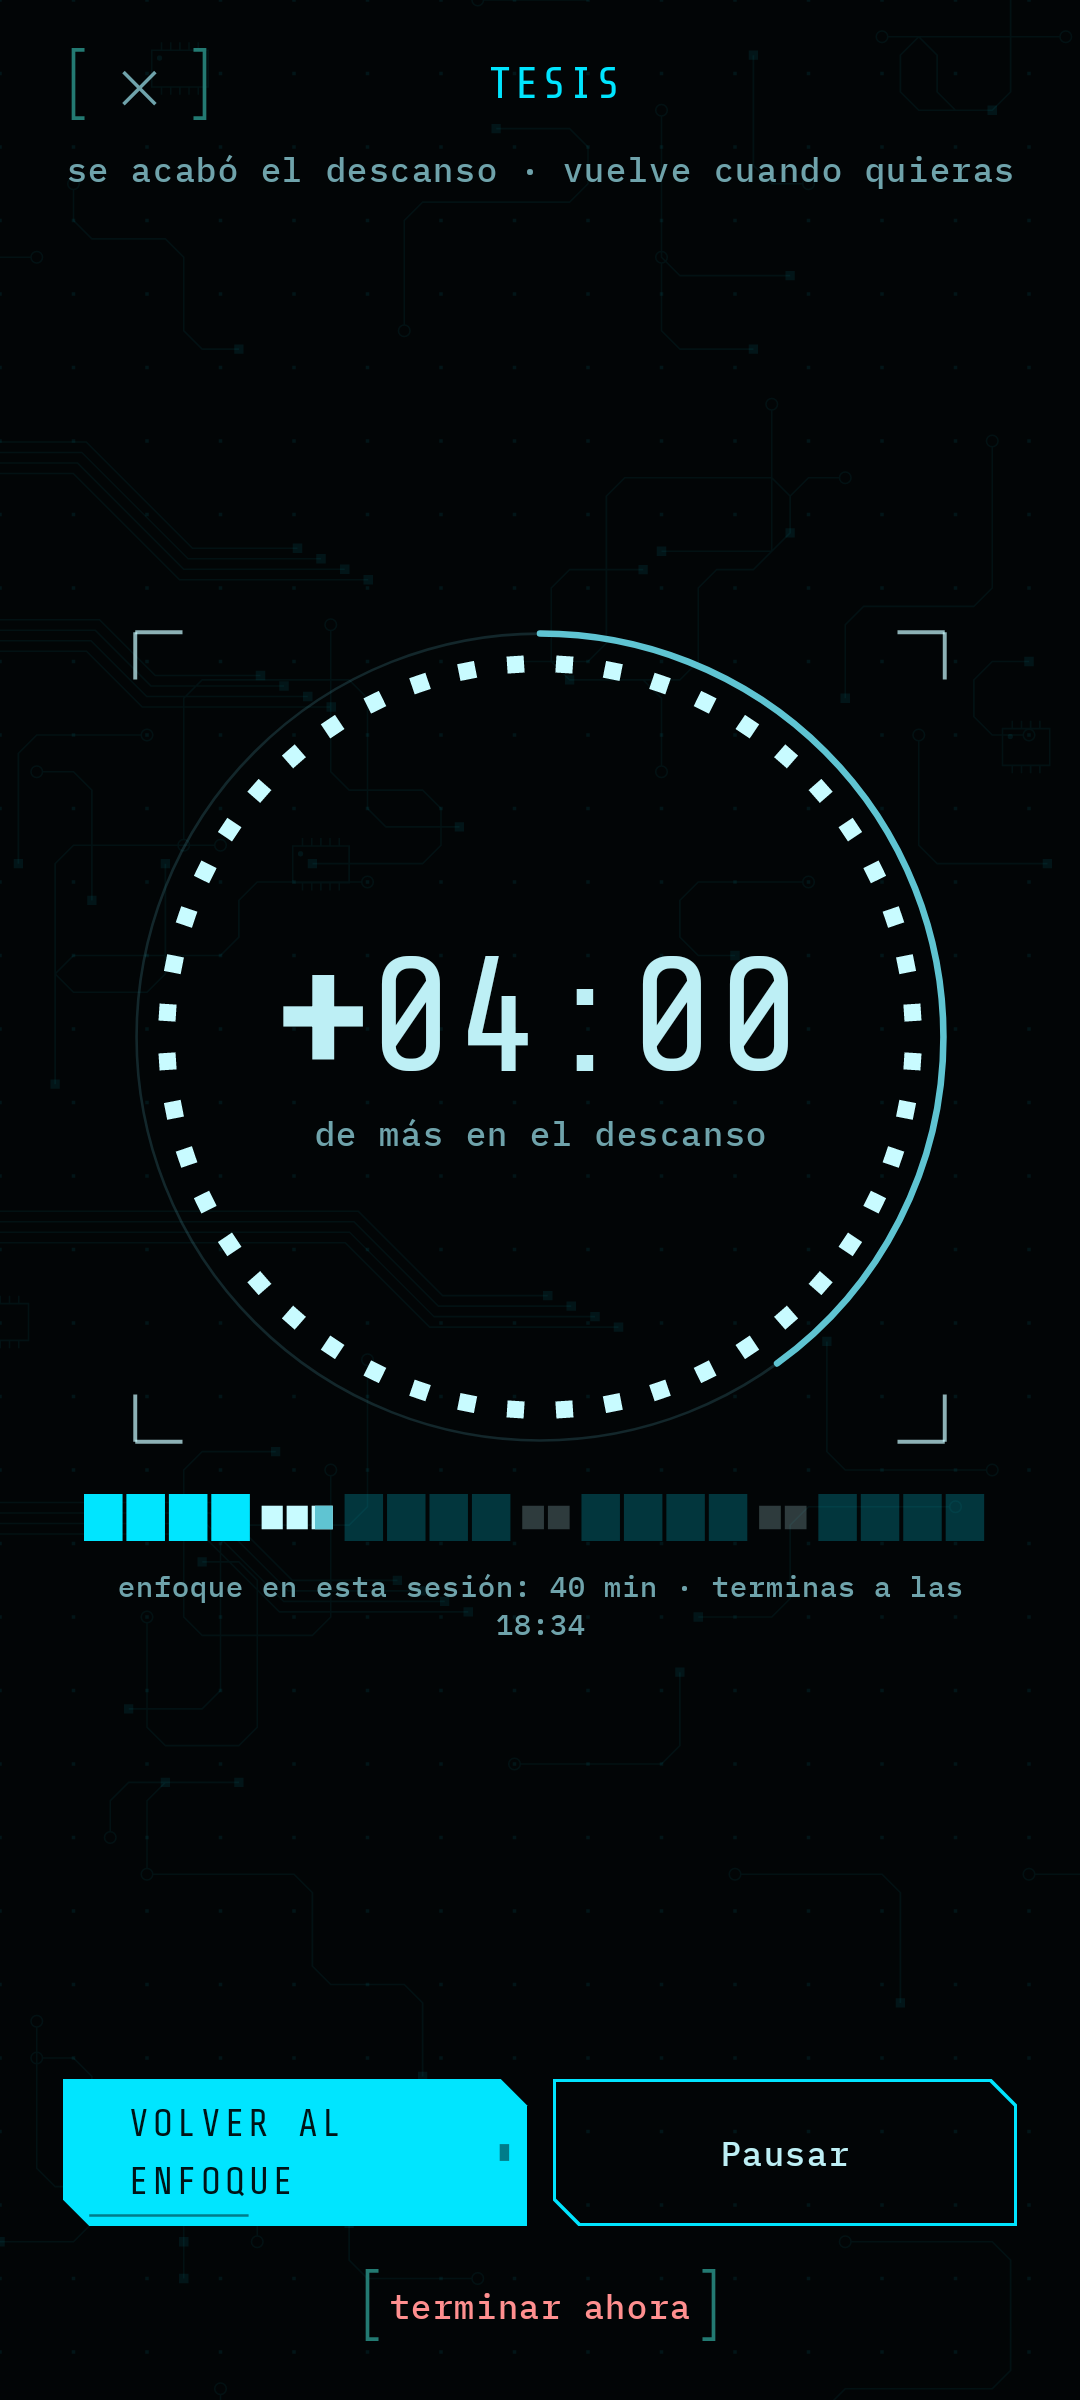 [ × ]
TESIS
se acabó el descanso · vuelve cuando quieras
+04:00
de más en el descanso
enfoque en esta sesión: 40 min · terminas a las
18:34
VOLVER AL
ENFOQUE
Pausar
[terminar ahora]